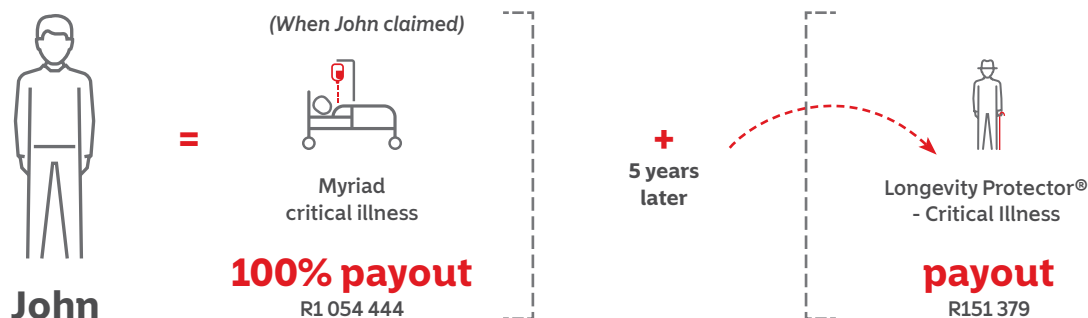 (When John claimed)
=
Myriad
critical illness
100% payout
R1 054 444
John
+
5 years
later
Longevity Protector®
- Critical Illness
payout
R151 379